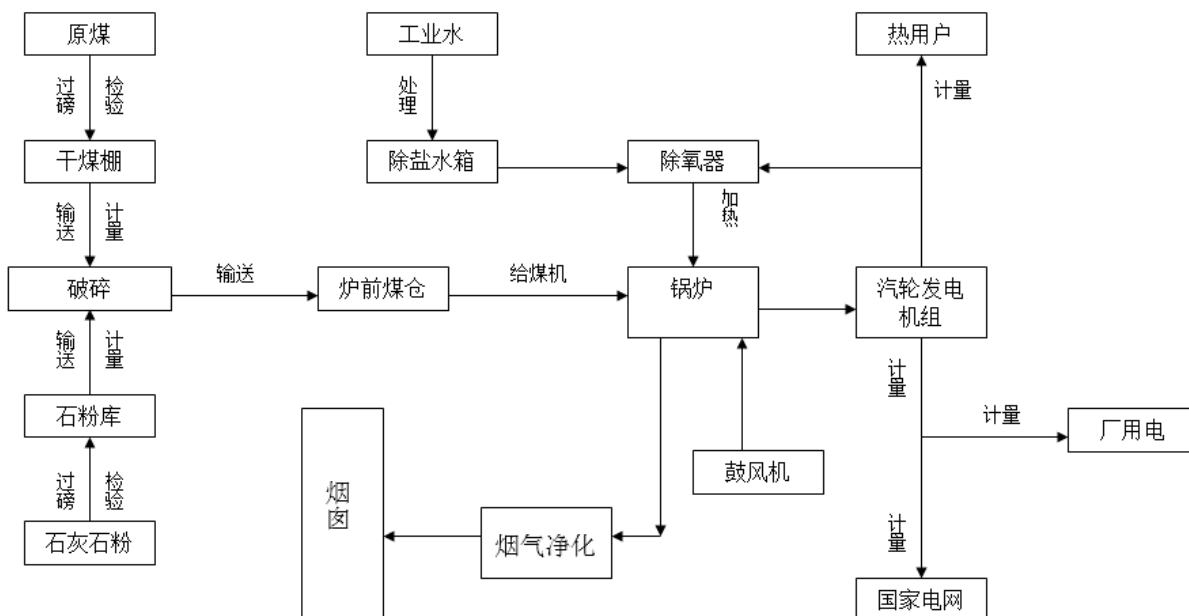 原煤
工业水
热用户
过磅
检验
处理
计量
干煤棚
除盐水箱
除氧器
输送
计量
加热
破碎
输送
炉前煤仓
给煤机
锅炉
汽轮发电
机组
输送
计量
计量
石粉库
计量
厂用电
过磅
检验
烟囱
鼓风机
石灰石粉
烟气净化
计量
国家电网